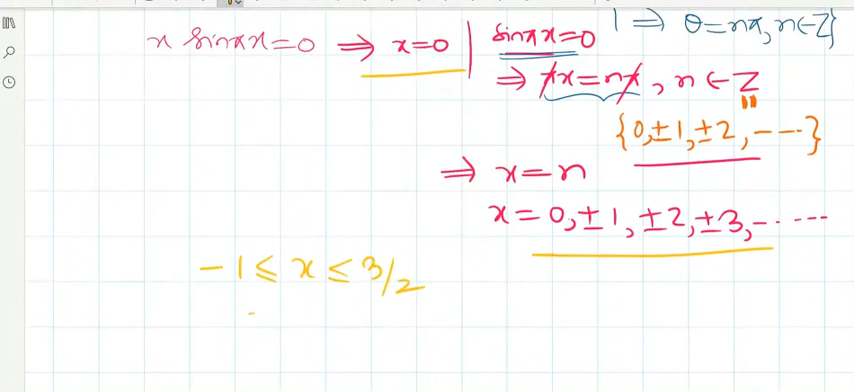 x sinπx=0 ⇒ x=0 | sinπx=0
| ⇒ θ=nπ, n∈Z}
⇒ πx=nπ, n∈Z
{0,±1,±2,-----}
⇒ x=n
x=0,±1,±2,±3,------
-1≤x≤3/2